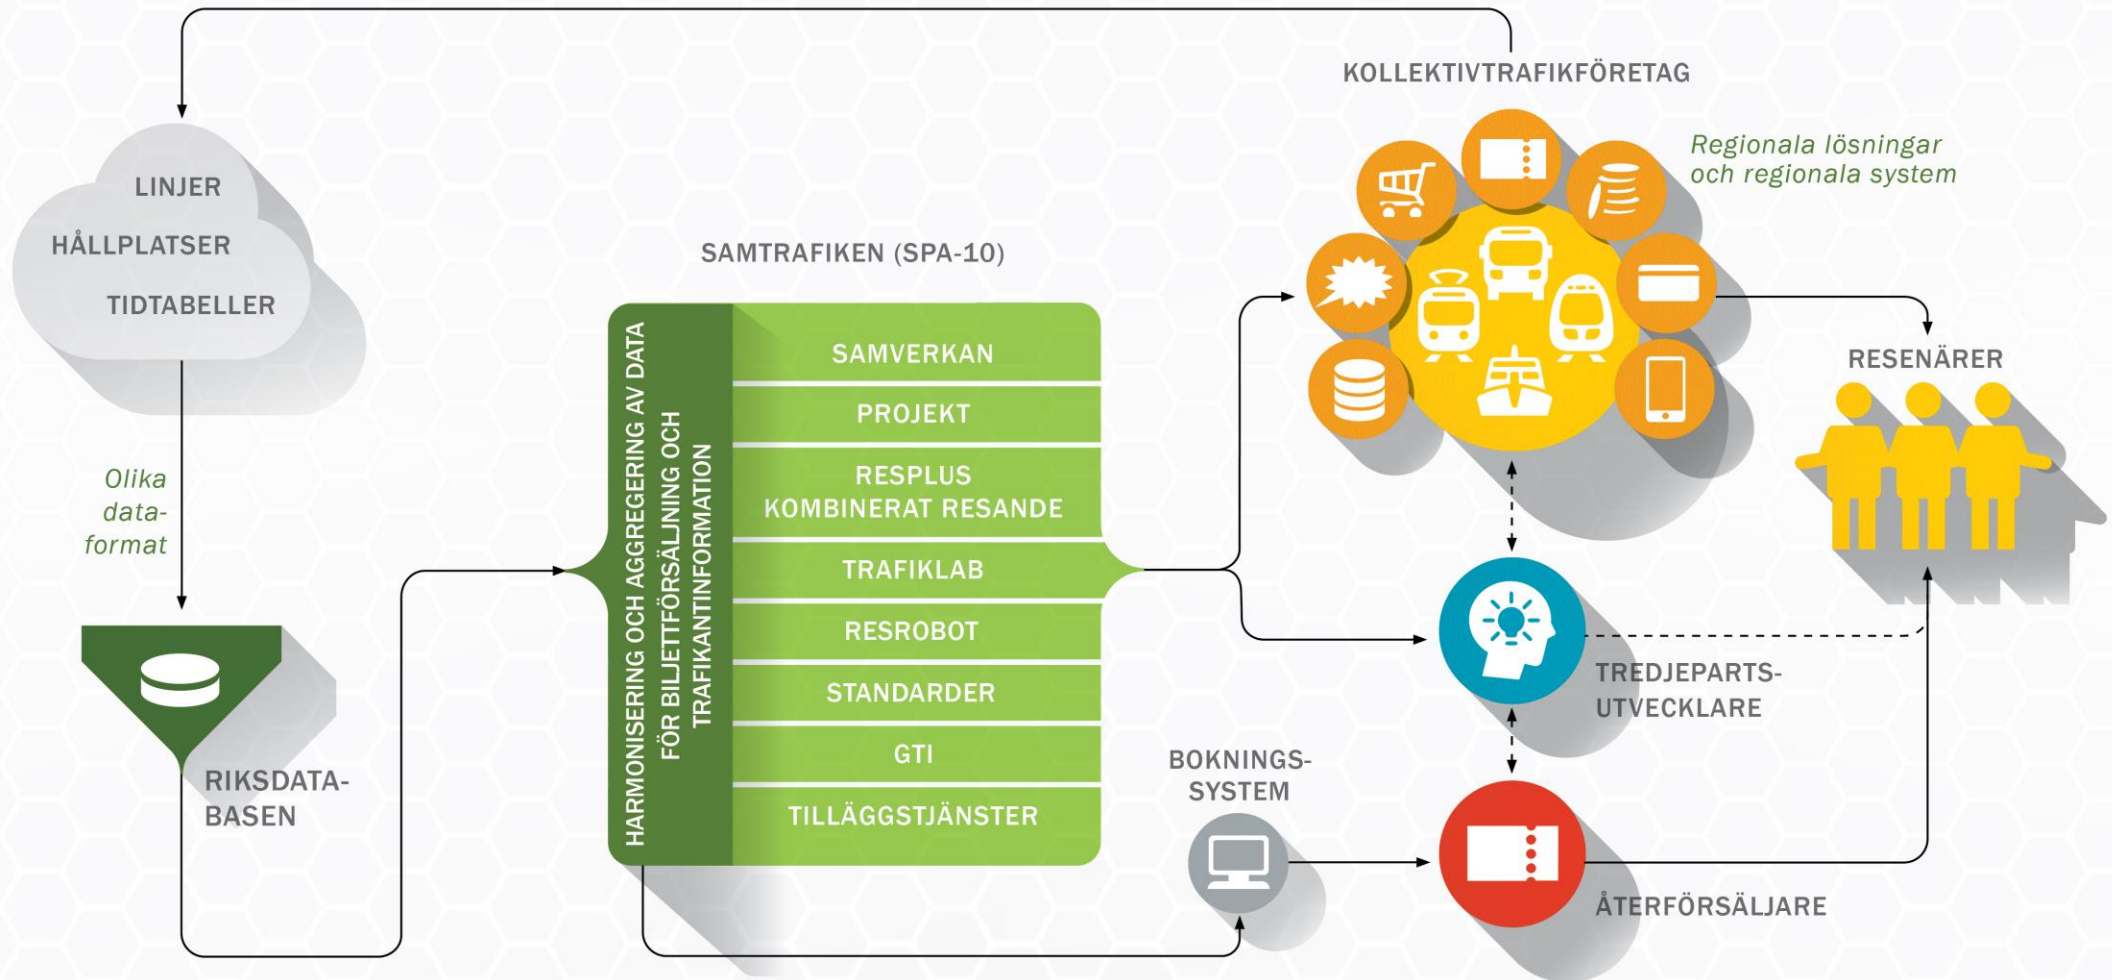 KOLLEKTIVTRAFIKFÖRETAG
Regionala lösningar
och regionala system
LINJER
HÅLLPLATSER
TIDTABELLER
Olika
data-
format
RIKSDATA-
BASEN
SAMTRAFIKEN (SPA-10)
HARMONISERING OCH AGGREGERING AV DATA
FÖR BILJETTFÖRSÄLJNING OCH
TRAFIKANTINFORMATION
SAMVERKAN
PROJEKT
RESPLUS
KOMBINERAT RESANDE
TRAFIKLAB
RESROBOT
STANDARDER
GTI
TILLÄGGSTJÄNSTER
BOKNINGS-
SYSTEM
RESENÄRER
TREDJEPARTS-
UTVECKLARE
ÅTERFÖRSÄLJARE